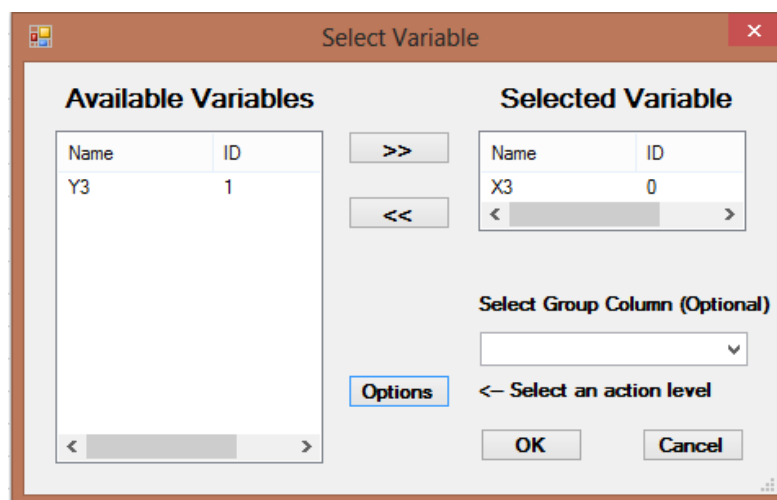 Select Variable
Available Variables
Name ID
Y3 1
>>
<<
Options
Selected Variable
Name ID
X3 0
Select Group Column (Optional)
<-- Select an action level
OK
Cancel